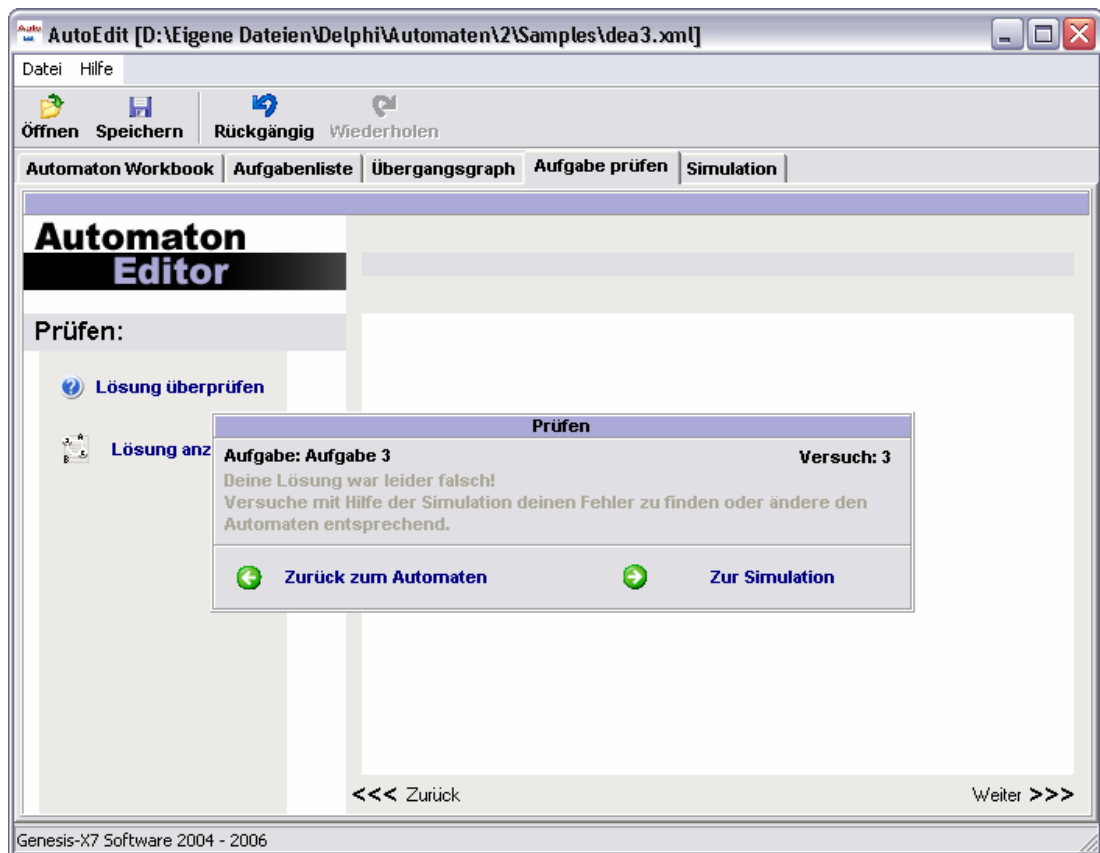 AutoEdit [D:\Eigene Dateien\Delphi\Automaten\2\Samples\dea3.xml]
Datei Hilfe
Öffnen Speichern Rückgängig Wiederholen
Automaton Workbook Aufgabenliste Übergangsgraph Aufgabe prüfen Simulation
Automaton
Editor
Prüfen:
Lösung überprüfen
Lösung anz
Prüfen
Aufgabe: Aufgabe 3 Versuch: 3
Deine Lösung war leider falsch!
Versuche mit Hilfe der Simulation deinen Fehler zu finden oder ändere den
Automaten entsprechend.
Zurück zum Automaten Zur Simulation
<<< Zurück Weiter >>>
Genesis-X7 Software 2004 - 2006